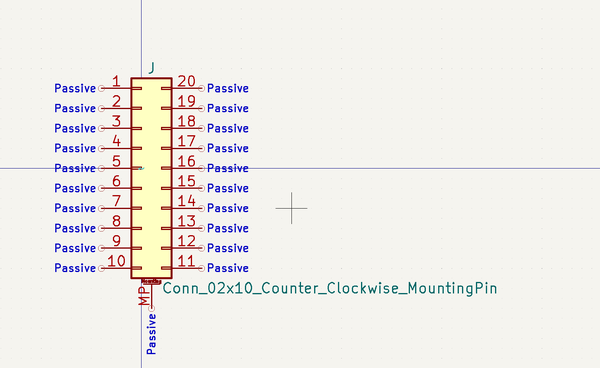 J
Passive 1 20 Passive
Passive 2 19 Passive
Passive 3 18 Passive
Passive 4 17 Passive
Passive 5 16 Passive
Passive 6 15 Passive
Passive 7 14 Passive
Passive 8 13 Passive
Passive 9 12 Passive
Passive 10 11 Passive
Mounting
MP
Conn_02x10_Counter_Clockwise_MountingPin
Passive